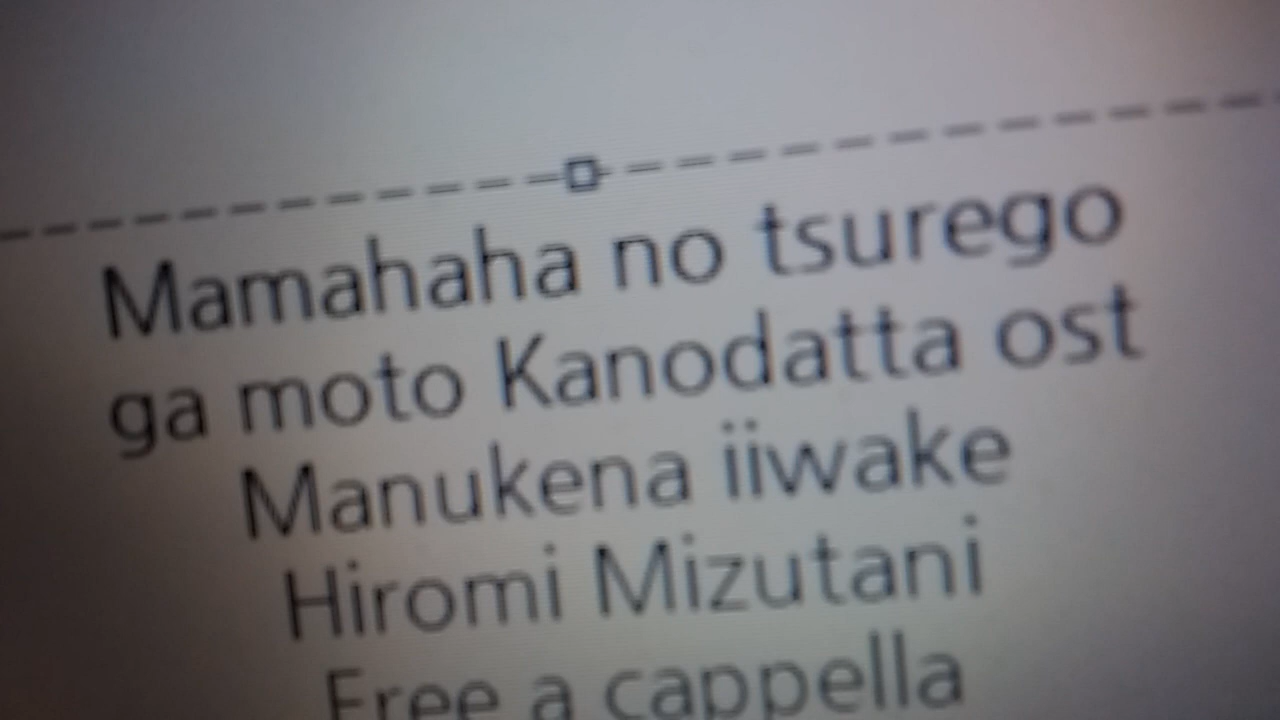 Mamahaha no tsurego
ga moto Kanodatta ost
Manukena iiwake
Hiromi Mizutani
Free a cappella